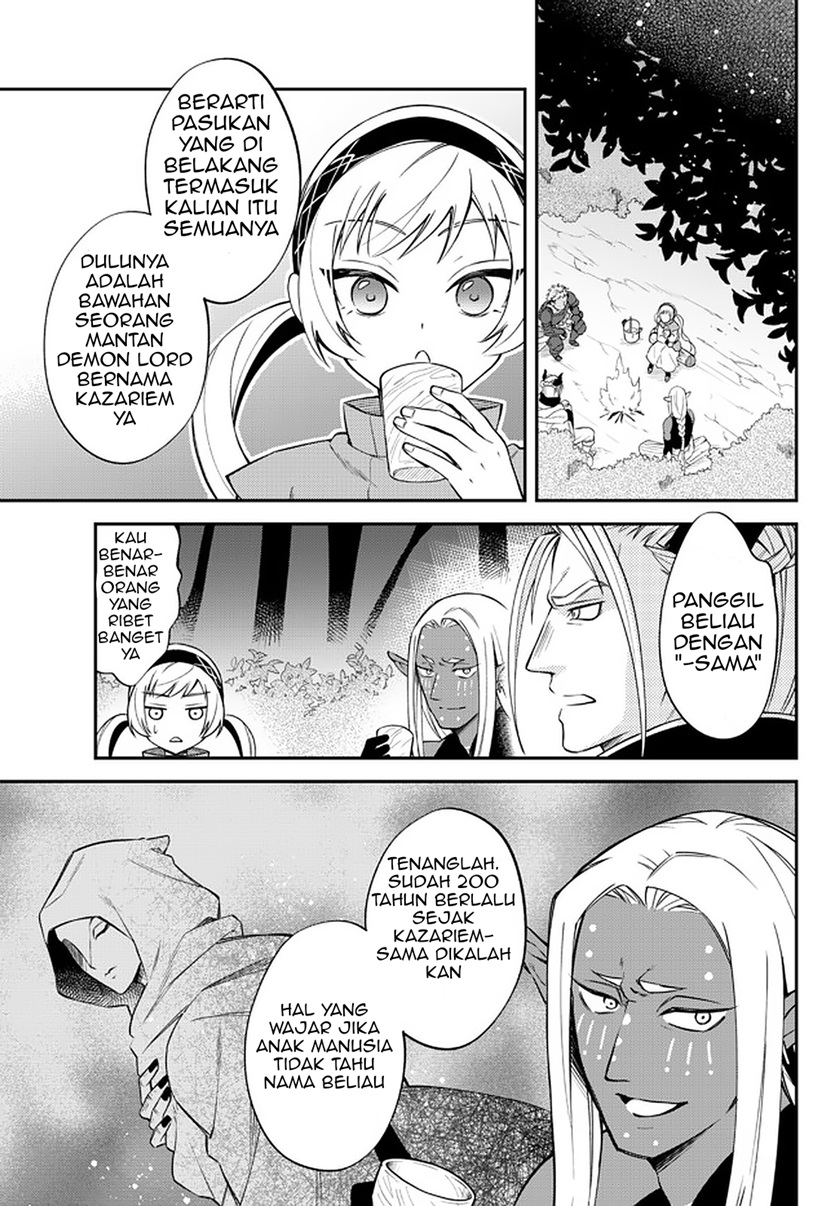 BERARTI
PASUKAN
YANG DI
BELAKANG
TERMASUK
KALIAN ITU
SEMUANYA
DULUNYA
ADALAH
BAWAHAN
SEORANG
MANTAN
DEMON LORD
BERNAMA
KAZARIEM
YA
PANGGIL
BELIAU
DENGAN
"-SAMA"
KAU
BENAR-
BENAR
ORANG
YANG
RIBET
BANGET
YA
TENANGLAH.
SUDAH 200
TAHUN BERLALU
SEJAK
KAZARIEM-
SAMA DIKALAH
KAN
HAL YANG
WAJAR JIKA
ANAK MANUSIA
TIDAK TAHU
NAMA BELIAU